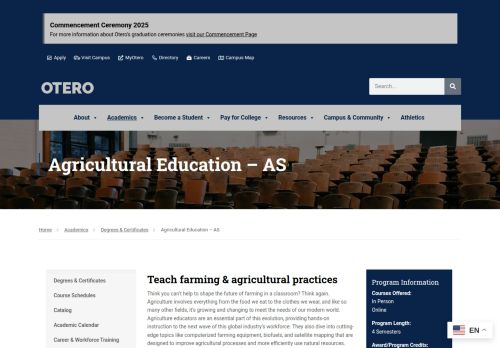 Commencement Ceremony 2025
For more information about Otero's graduation ceremonies visit our Commencement Page
Apply
Visit Campus
MyOtero
Directory
Careers
Campus Map
OTERO
Search...
About
Academics
Become a Student
Pay for College
Resources
Campus & Community
Athletics
Agricultural Education – AS
Home
Academics
Degrees & Certificates
Agricultural Education – AS
Degrees & Certificates
Course Schedules
Catalog
Academic Calendar
Career & Workforce Training
Teach farming & agricultural practices
Think you can't help to shape the future of farming in a classroom? Think again.
Agriculture involves everything from the food we eat to the clothes we wear, and like so
many other fields, it's growing and changing to meet the needs of our modern world.
Agriculture educators are an essential part of this evolution, providing hands-on
instruction to the next wave of this global industry's workforce. They also dive into cutting-
edge topics like computerized farming equipment, biofuels, and satellite mapping that are
designed to improve agricultural processes and more efficiently use natural resources.
Program Information
Courses Offered:
In Person
Online
Program Length:
4 Semesters
Award/Program Credits:
EN